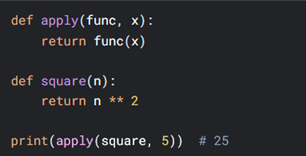 def apply(func, x):
    return func(x)

def square(n):
    return n ** 2

print(apply(square, 5))  # 25